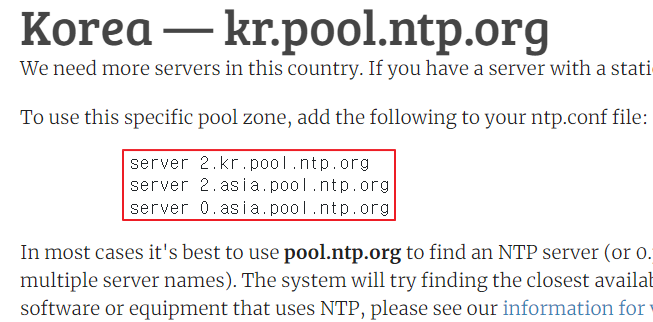 Korea — kr.pool.ntp.org
We need more servers in this country. If you have a server with a stati
To use this specific pool zone, add the following to your ntp.conf file:
server 2.kr.pool.ntp.org
server 2.asia.pool.ntp.org
server 0.asia.pool.ntp.org
In most cases it's best to use pool.ntp.org to find an NTP server (or 0.
multiple server names). The system will try finding the closest availab
software or equipment that uses NTP, please see our information for